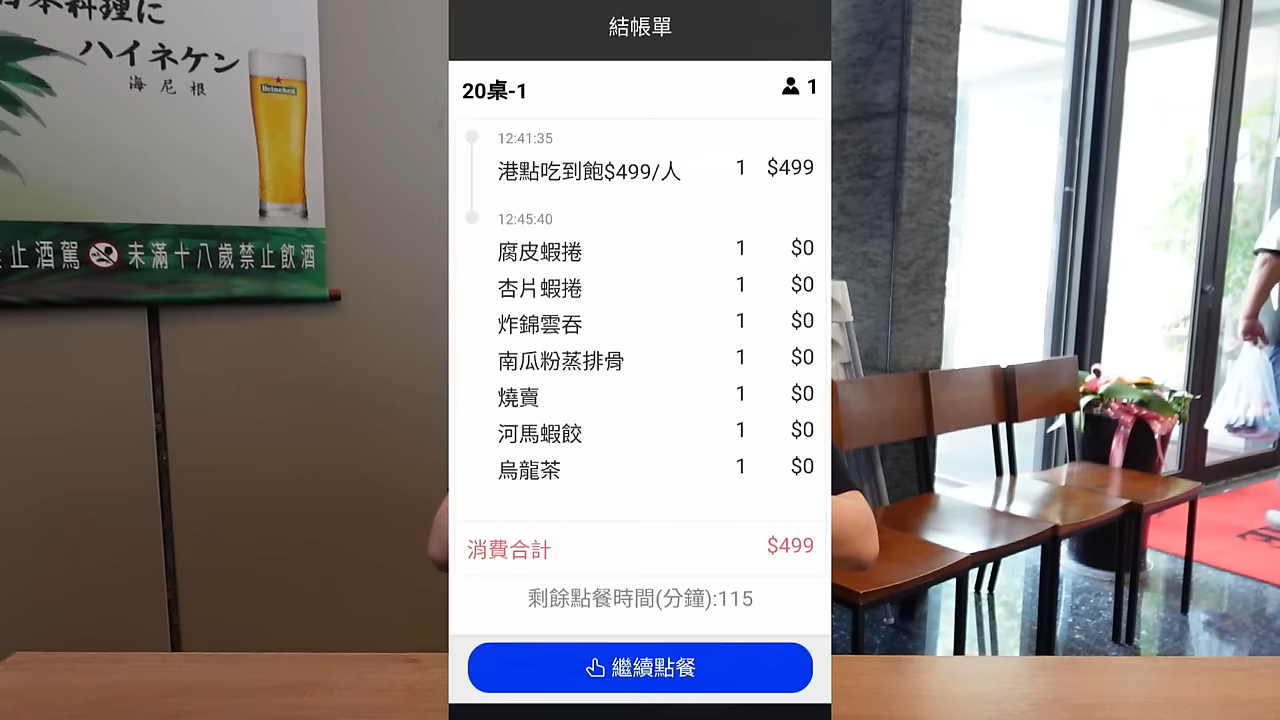 本料理に
ハイネケン
海尼根
Heineken
止酒駕
未滿十八歲禁止飲酒
結帳單
20桌-1
1
12:41:35
港點吃到飽$499/人 1 $499
12:45:40
腐皮蝦捲 1 $0
杏片蝦捲 1 $0
炸錦雲吞 1 $0
南瓜粉蒸排骨 1 $0
燒賣 1 $0
河馬蝦餃 1 $0
烏龍茶 1 $0
消費合計 $499
剩餘點餐時間(分鐘):115
繼續點餐